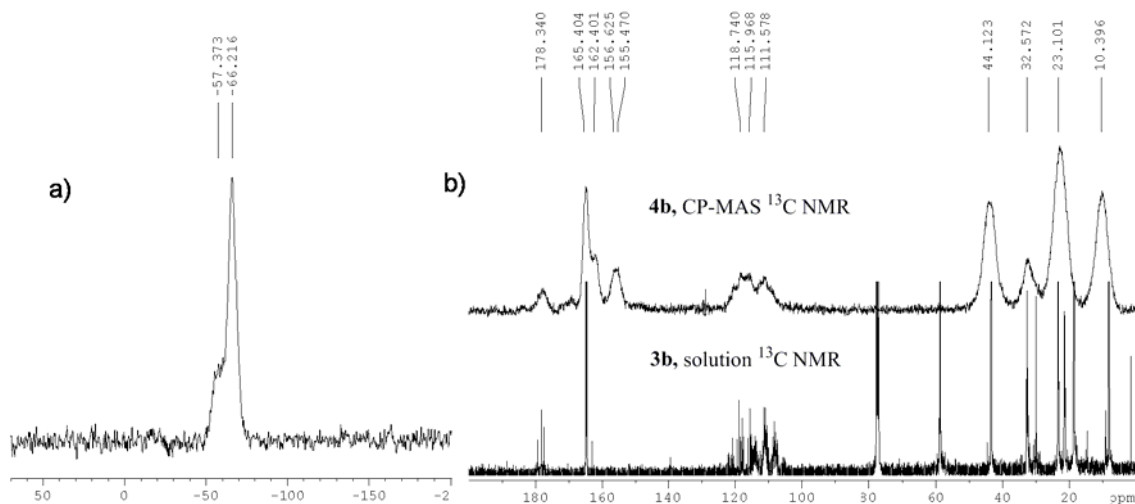 -57.373
-66.216
178.340
165.404
162.401
156.625
155.470
118.740
115.968
111.578
44.123
32.572
23.101
10.396
a)
b)
4b, CP-MAS 13C NMR
3b, solution 13C NMR
50 0 -50 -100 -150 -2
180 160 140 120 100 80 60 40 20 ppm